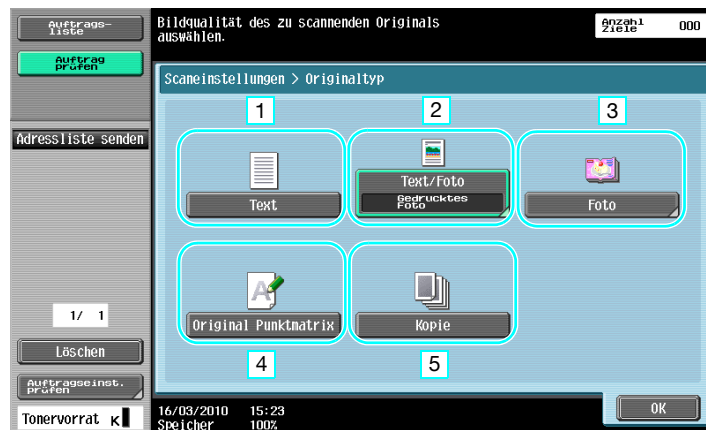 Auftrags-
liste
Auftrag
prüfen
Adressliste senden
1/ 1
Löschen
Auftragseinst.
prüfen
Tonervorrat K
Bildqualität des zu scannenden Originals
auswählen.
Anzahl
Ziele 000
Scaneinstellungen > Originaltyp
1
2
3
Text
Text/Foto
Gedrucktes
Foto
Foto
Original Punktmatrix
Kopie
4
5
16/03/2010 15:23
Speicher 100%
OK